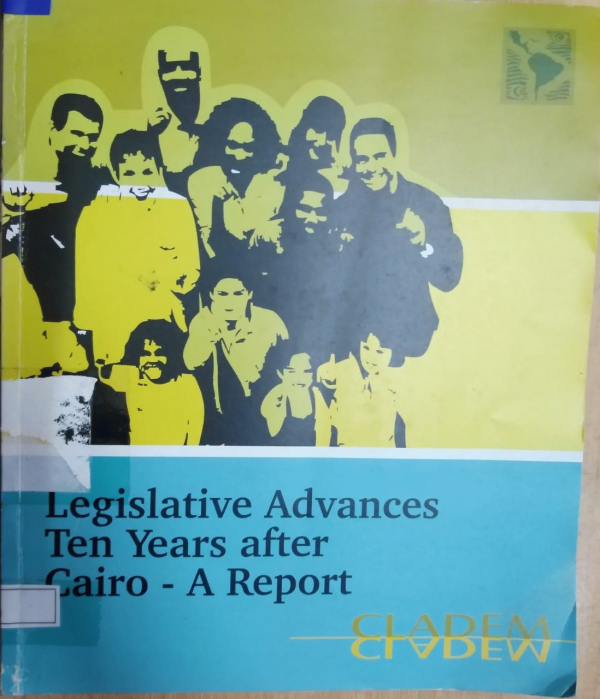 Legislative Advances
Ten Years after
Cairo - A Report
CLADEM